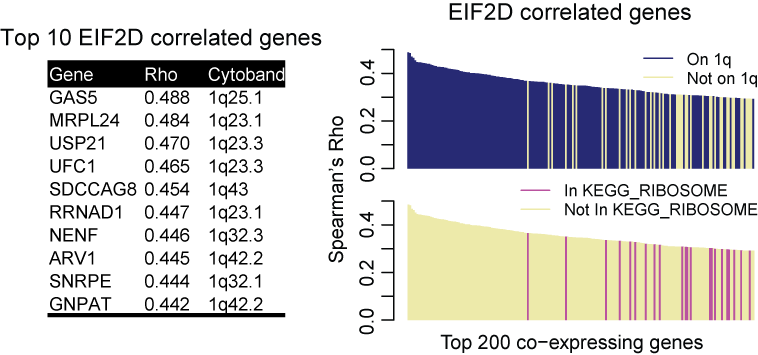 Top 10 EIF2D correlated genes
Gene Rho Cytoband
GAS5 0.488 1q25.1
MRPL24 0.484 1q23.1
USP21 0.470 1q23.3
UFC1 0.465 1q23.3
SDCCAG8 0.454 1q43
RRNAD1 0.447 1q23.1
NENF 0.446 1q32.3
ARV1 0.445 1q42.2
SNRPE 0.444 1q32.1
GNPAT 0.442 1q42.2
EIF2D correlated genes
On 1q
Not on 1q
0.4
0.2
0.0
Spearman's Rho
In KEGG_RIBOSOME
Not In KEGG_RIBOSOME
0.4
0.2
0.0
Top 200 co-expressing genes